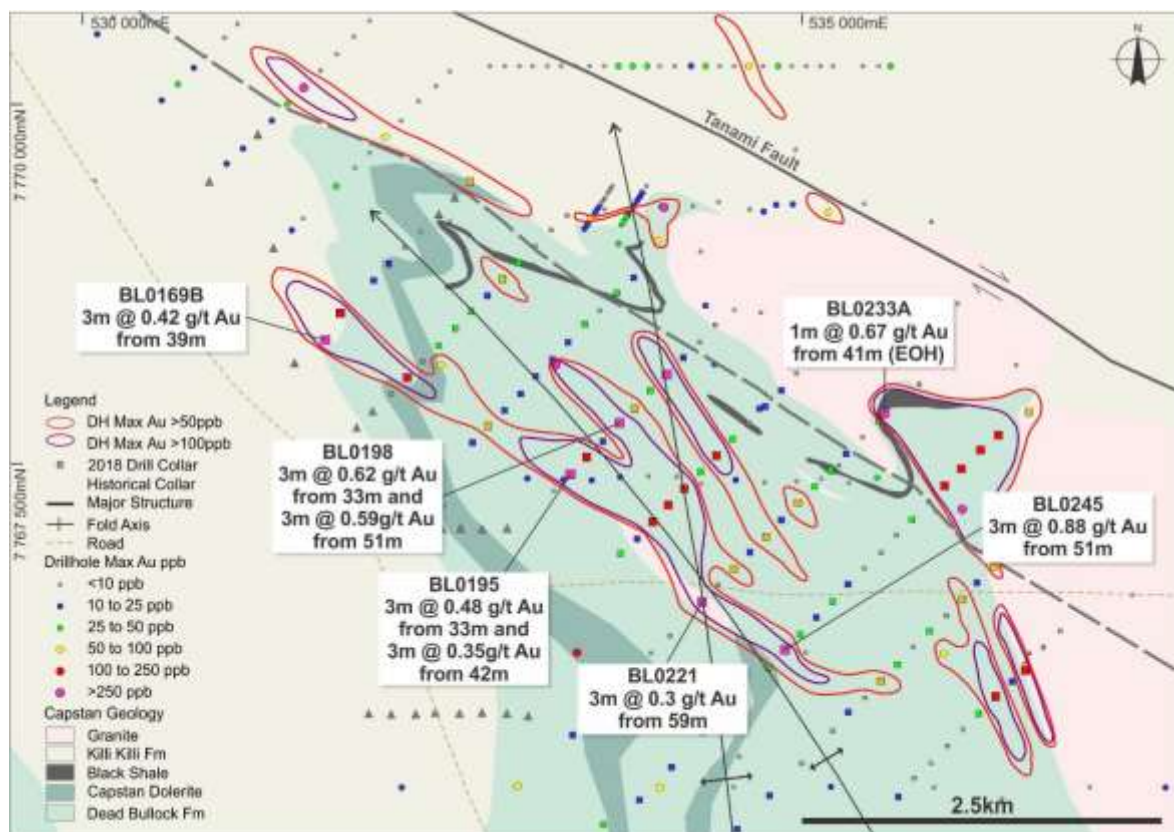 530 000mE
535 000mE
N
7 770 000mN
Tanami Fault
BL0169B
3m @ 0.42 g/t Au
from 39m
BL0233A
1m @ 0.67 g/t Au
from 41m (EOH)
Legend
DH Max Au >50ppb
DH Max Au >100ppb
2018 Drill Collar
Historical Collar
Major Structure
Fold Axis
Road
Drillhole Max Au ppb
<10 ppb
10 to 25 ppb
25 to 50 ppb
50 to 100 ppb
100 to 250 ppb
>250 ppb
Capstan Geology
Granite
Killi Killi Fm
Black Shale
Capstan Dolerite
Dead Bullock Fm
7 767 500mN
BL0198
3m @ 0.62 g/t Au
from 33m and
3m @ 0.59g/t Au
from 51m
BL0245
3m @ 0.88 g/t Au
from 51m
BL0195
3m @ 0.48 g/t Au
from 33m and
3m @ 0.35g/t Au
from 42m
BL0221
3m @ 0.3 g/t Au
from 59m
2.5km